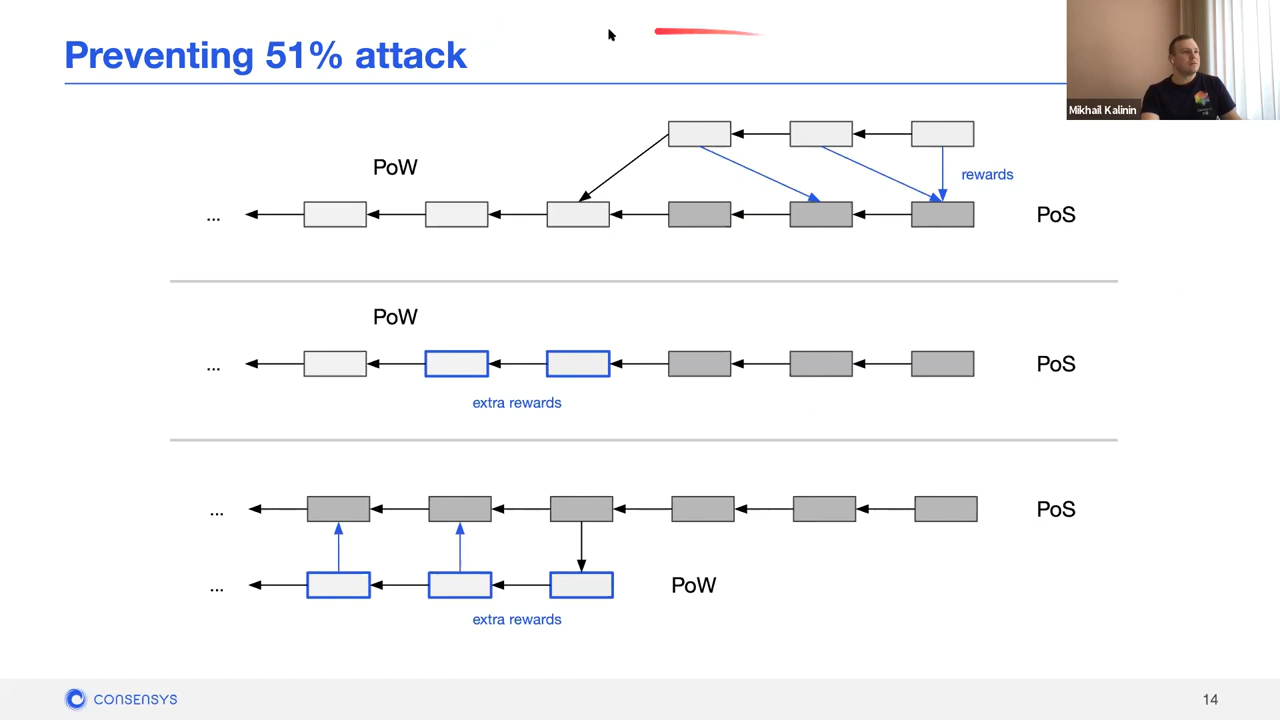 Preventing 51% attack
Mikhail Kalinin
PoW
rewards
...
PoS
PoW
...
PoS
extra rewards
...
PoS
...
PoW
extra rewards
CONSENSYS
14